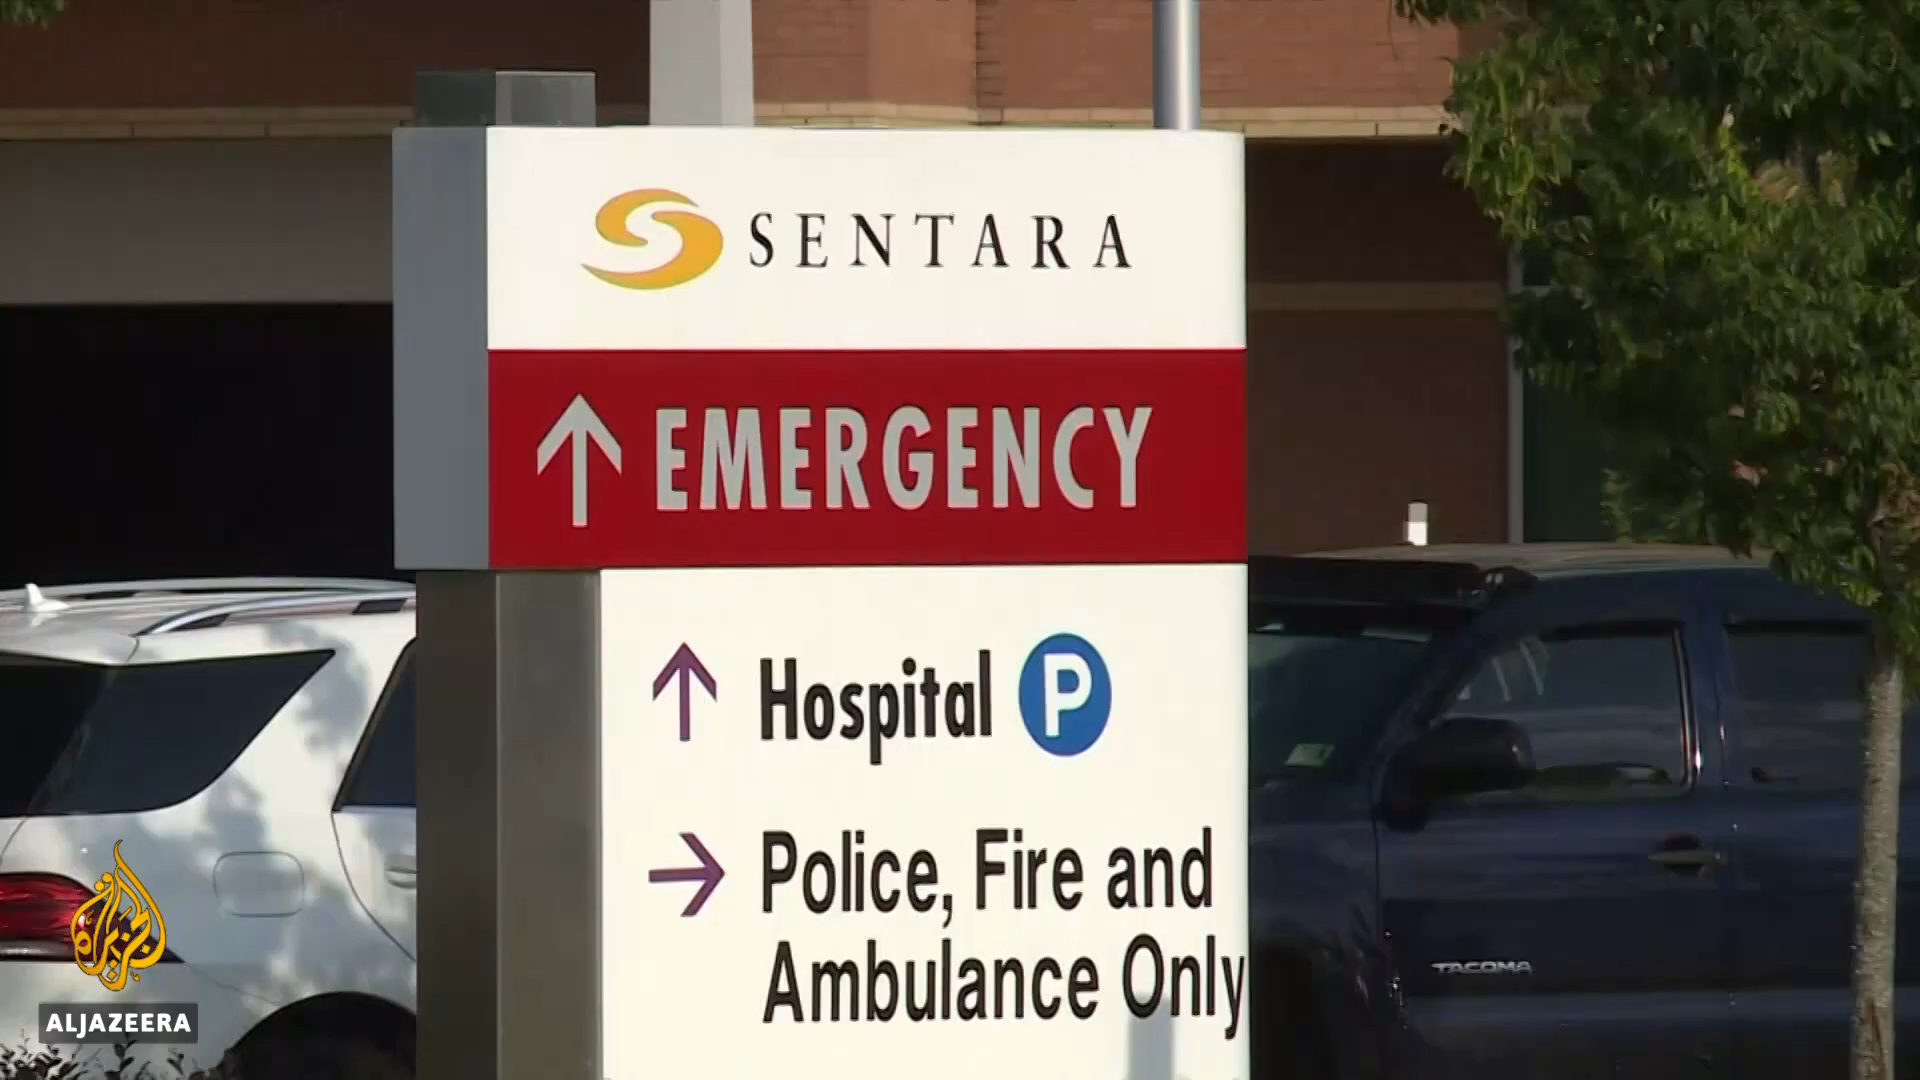 SENTARA
EMERGENCY
Hospital P
Police, Fire and
Ambulance Only
TACOMA
الجزيرة
ALJAZEERA